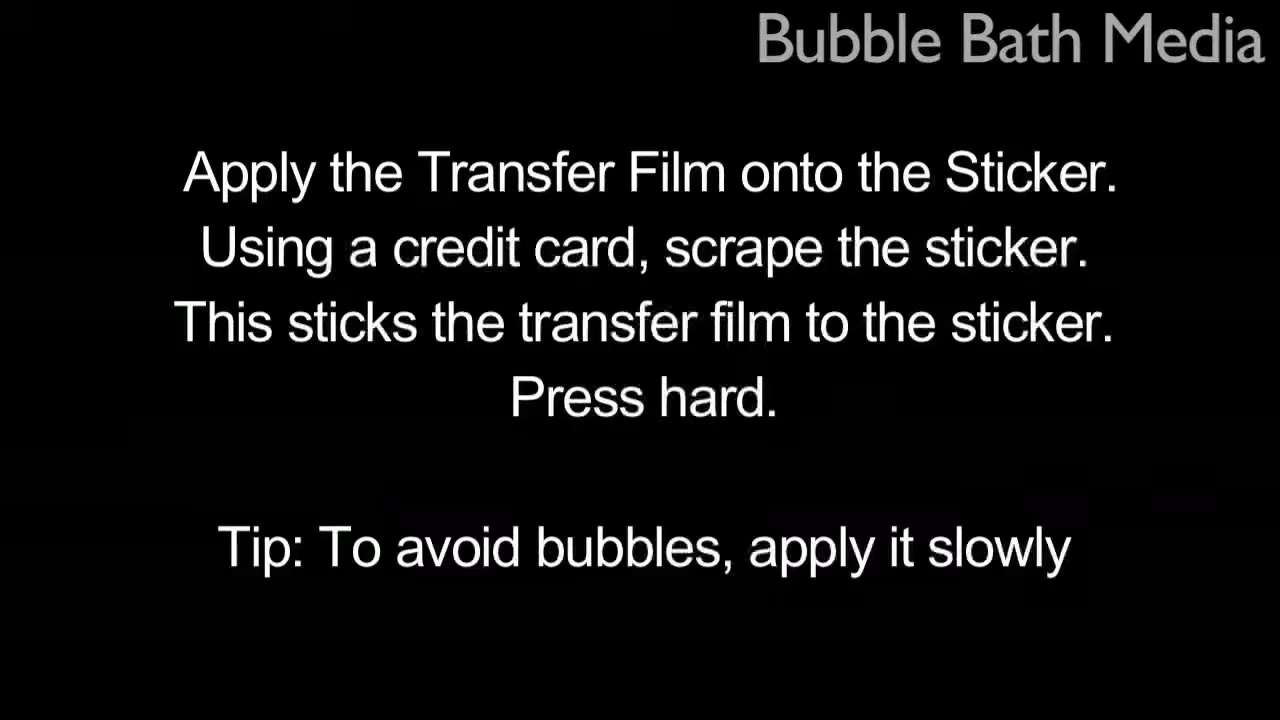 Bubble Bath Media
Apply the Transfer Film onto the Sticker.
Using a credit card, scrape the sticker.
This sticks the transfer film to the sticker.
Press hard.
Tip: To avoid bubbles, apply it slowly